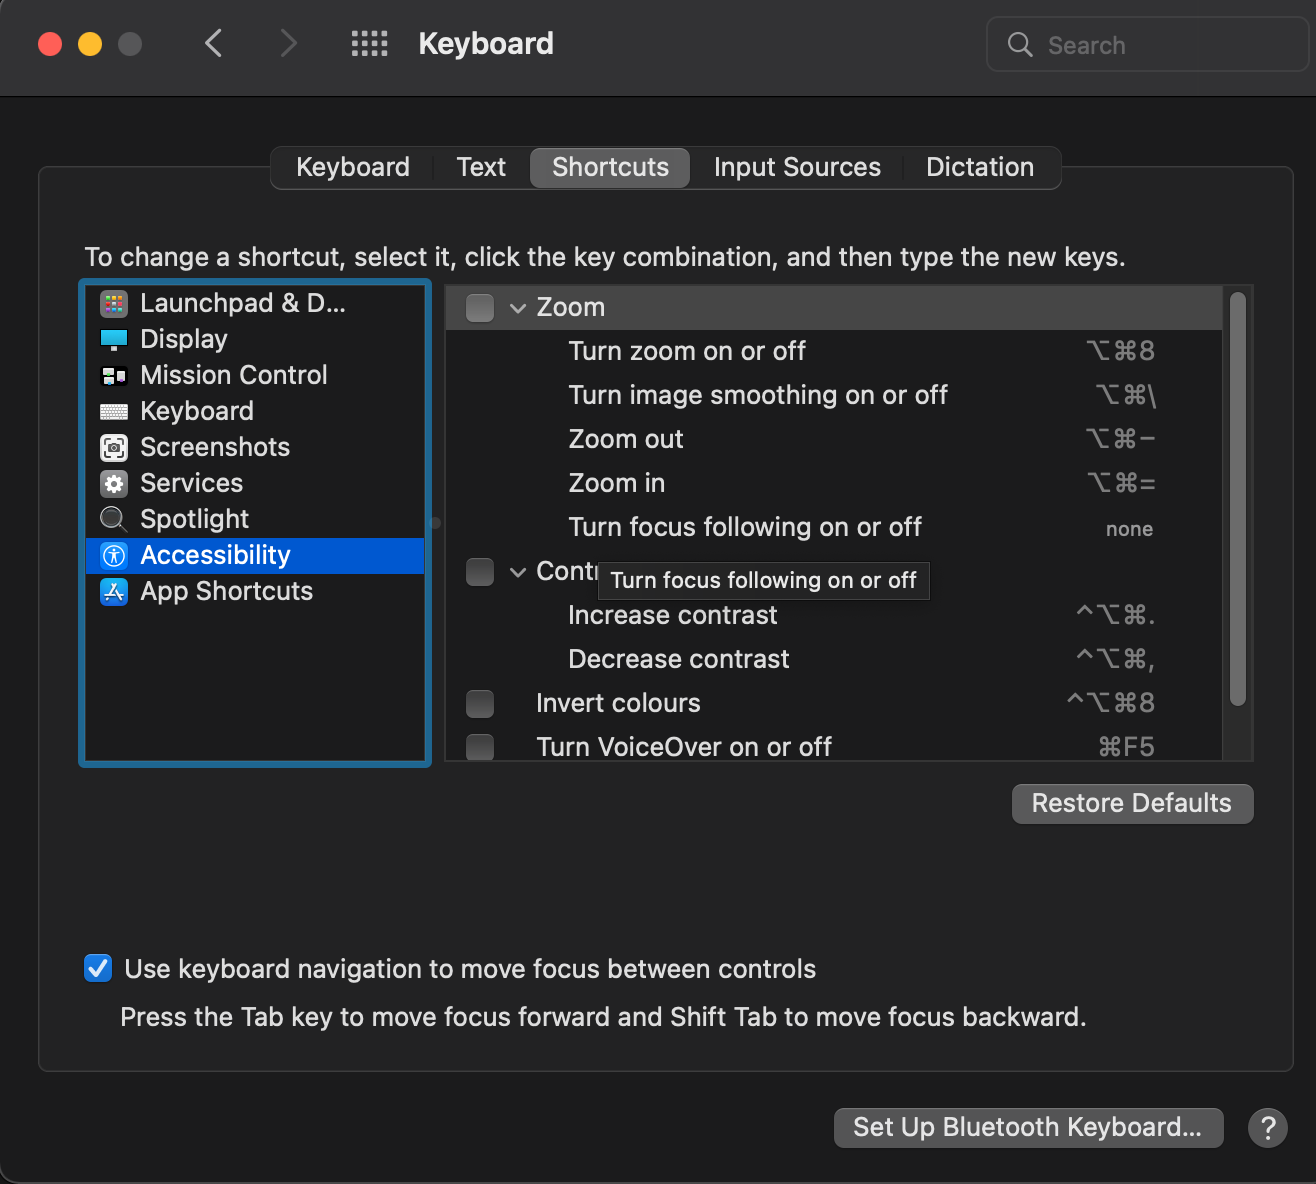 Keyboard
Search
Keyboard Text Shortcuts Input Sources Dictation
To change a shortcut, select it, click the key combination, and then type the new keys.
Launchpad & D...
Display
Mission Control
Keyboard
Screenshots
Services
Spotlight
Accessibility
App Shortcuts
Zoom
Turn zoom on or off ⌥⌘8
Turn image smoothing on or off ⌥⌘\
Zoom out ⌥⌘-
Zoom in ⌥⌘=
Turn focus following on or off none
Contr
Turn focus following on or off
Increase contrast ^⌥⌘.
Decrease contrast ^⌥⌘,
Invert colours ^⌥⌘8
Turn VoiceOver on or off ⌘F5
Restore Defaults
Use keyboard navigation to move focus between controls
Press the Tab key to move focus forward and Shift Tab to move focus backward.
Set Up Bluetooth Keyboard... ?